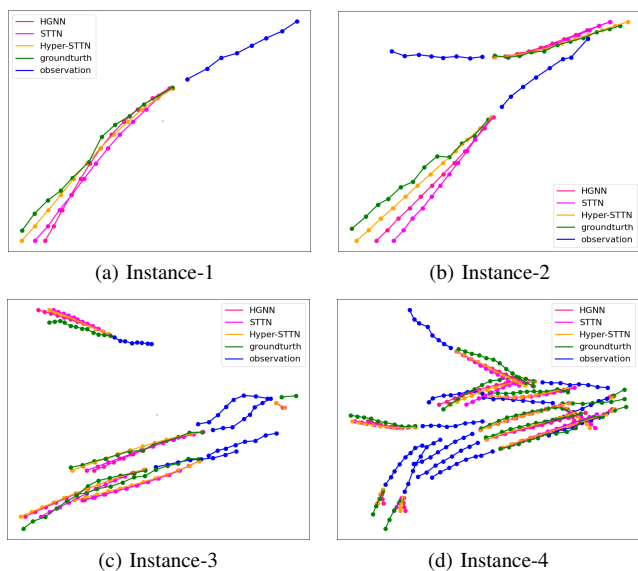 HGNN
STTN
Hyper-STTN
groundturth
observation
(a) Instance-1
HGNN
STTN
Hyper-STTN
groundturth
observation
(b) Instance-2
HGNN
STTN
Hyper-STTN
groundturth
observation
(c) Instance-3
HGNN
STTN
Hyper-STTN
groundturth
observation
(d) Instance-4